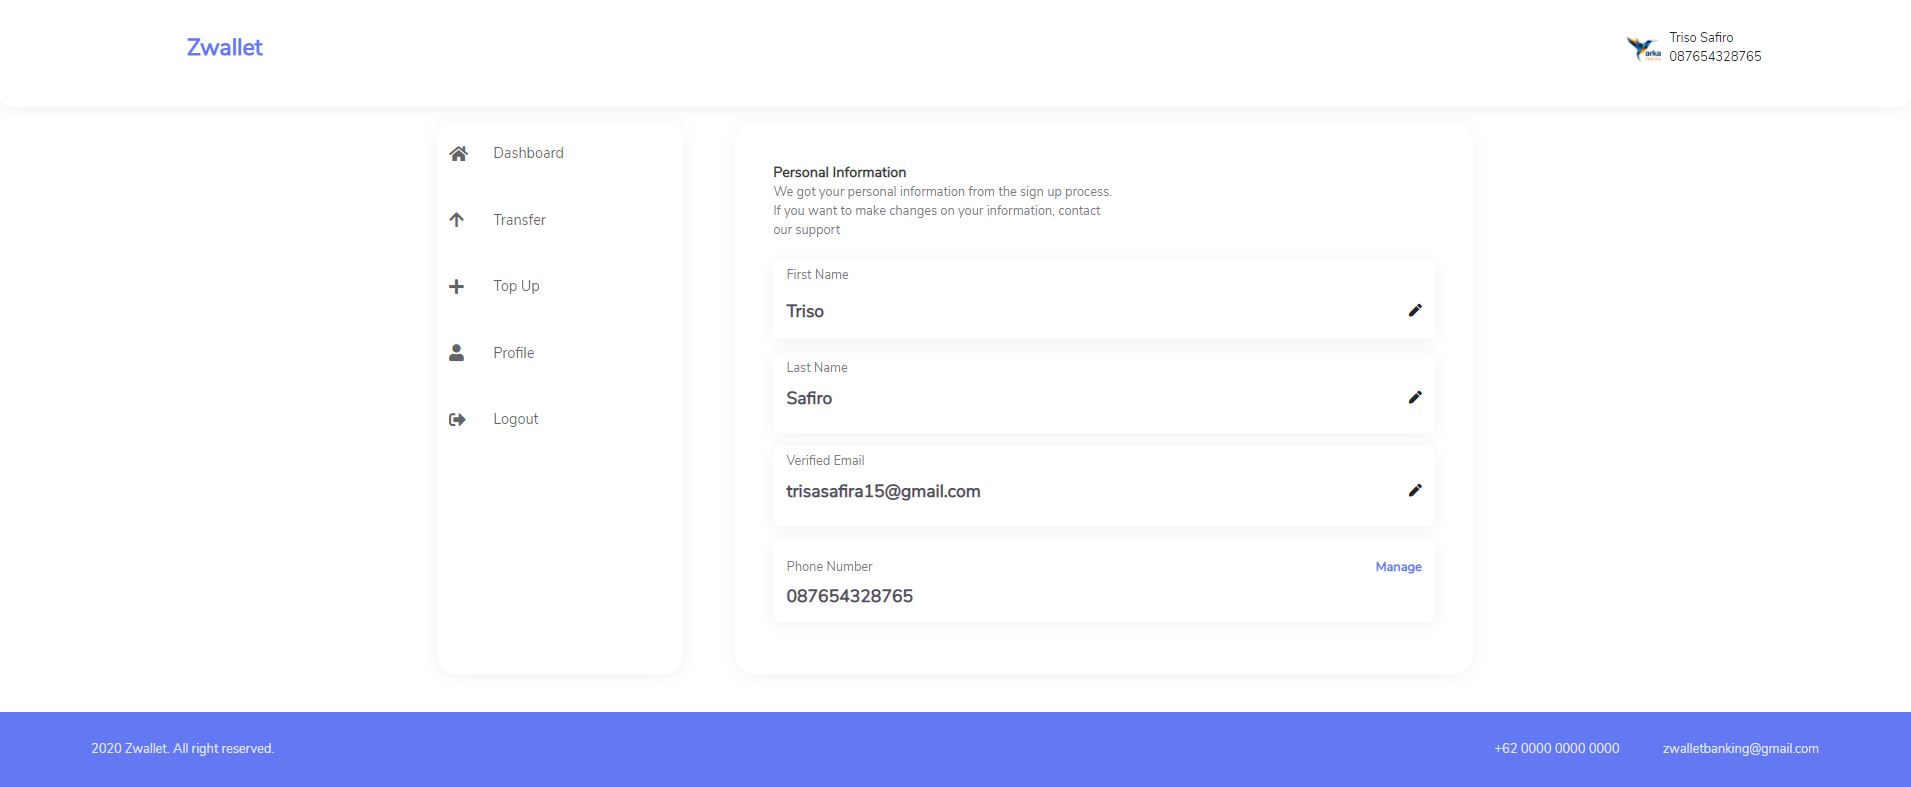 Zwallet
Triso Safiro
087654328765
Dashboard
Transfer
Top Up
Profile
Logout
Personal Information
We got your personal information from the sign up process.
If you want to make changes on your information, contact
our support
First Name
Triso
Last Name
Safiro
Verified Email
trisasafira15@gmail.com
Phone Number
Manage
087654328765
2020 Zwallet. All right reserved.
+62 0000 0000 0000
zwalletbanking@gmail.com